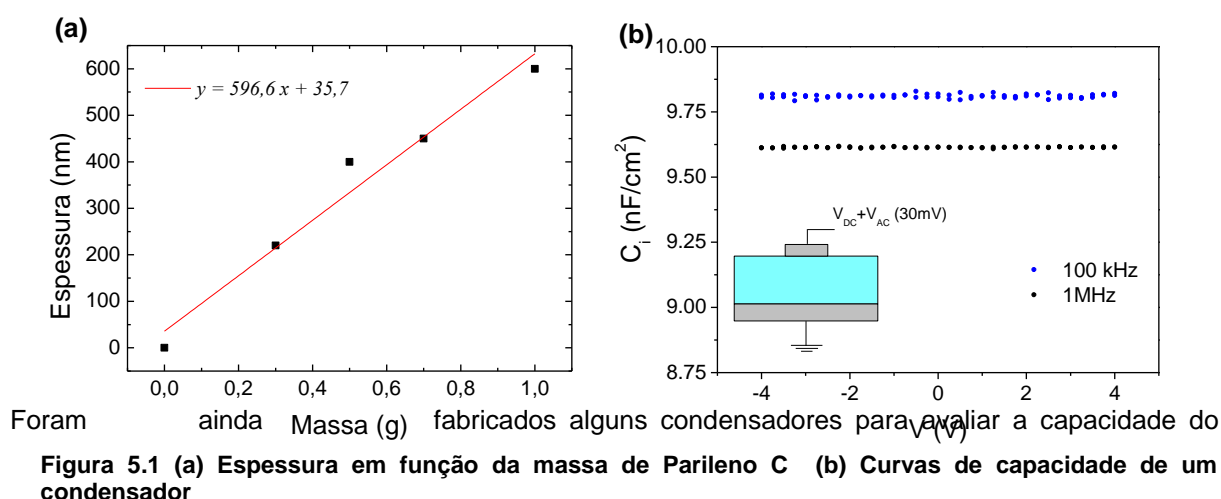 (a)
y = 596,6 x + 35,7
Espessura (nm)
600
500
400
300
200
100
0
0,0 0,2 0,4 0,6 0,8 1,0
Massa (g)
(b)
C_i (nF/cm²)
10.00
9.75
9.50
9.25
9.00
8.75
V_DC+V_AC (30mV)
100 kHz
1MHz
-4 -2 0 2 4
V (V)
Foram ainda fabricados alguns condensadores para avaliar a capacidade do
Figura 5.1 (a) Espessura em função da massa de Parileno C (b) Curvas de capacidade de um
condensador